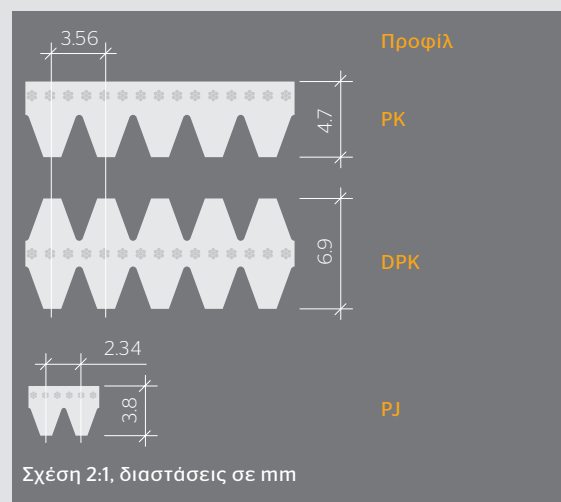 3.56
Προφίλ
4.7
PK
6.9
DPK
2.34
3.8
PJ
Σχέση 2:1, διαστάσεις σε mm